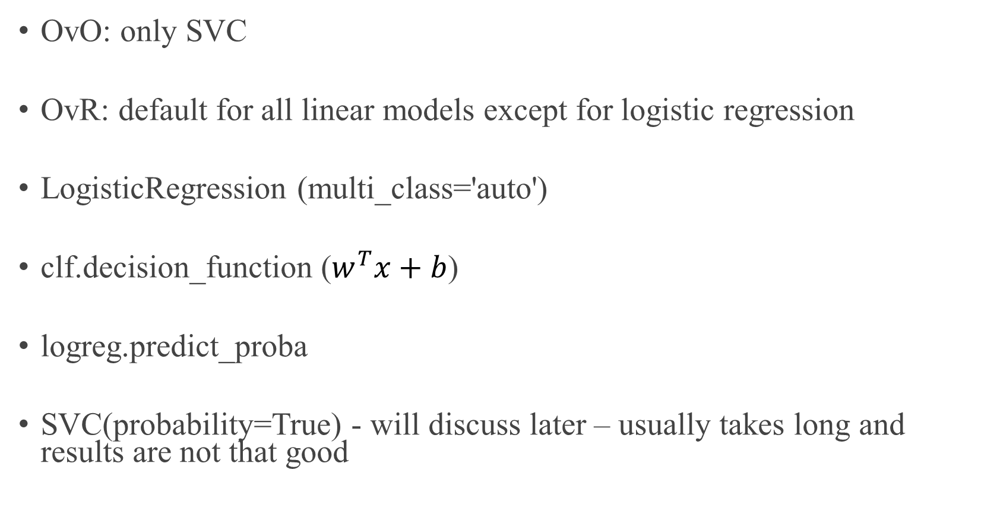 • OvO: only SVC
• OvR: default for all linear models except for logistic regression
• LogisticRegression (multi_class='auto')
• clf.decision_function (𝑤ᵀ𝑥 + 𝑏)
• logreg.predict_proba
• SVC(probability=True) - will discuss later – usually takes long and
results are not that good